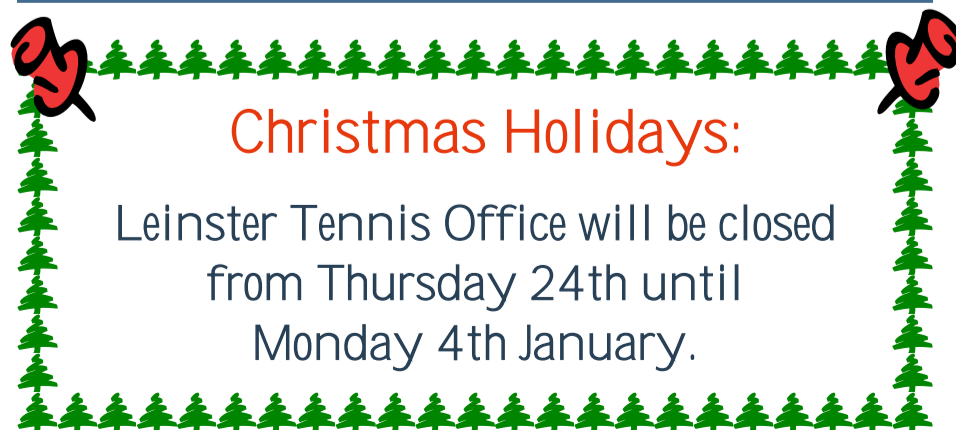 Christmas Holidays:
Leinster Tennis Office will be closed
from Thursday 24th until
Monday 4th January.